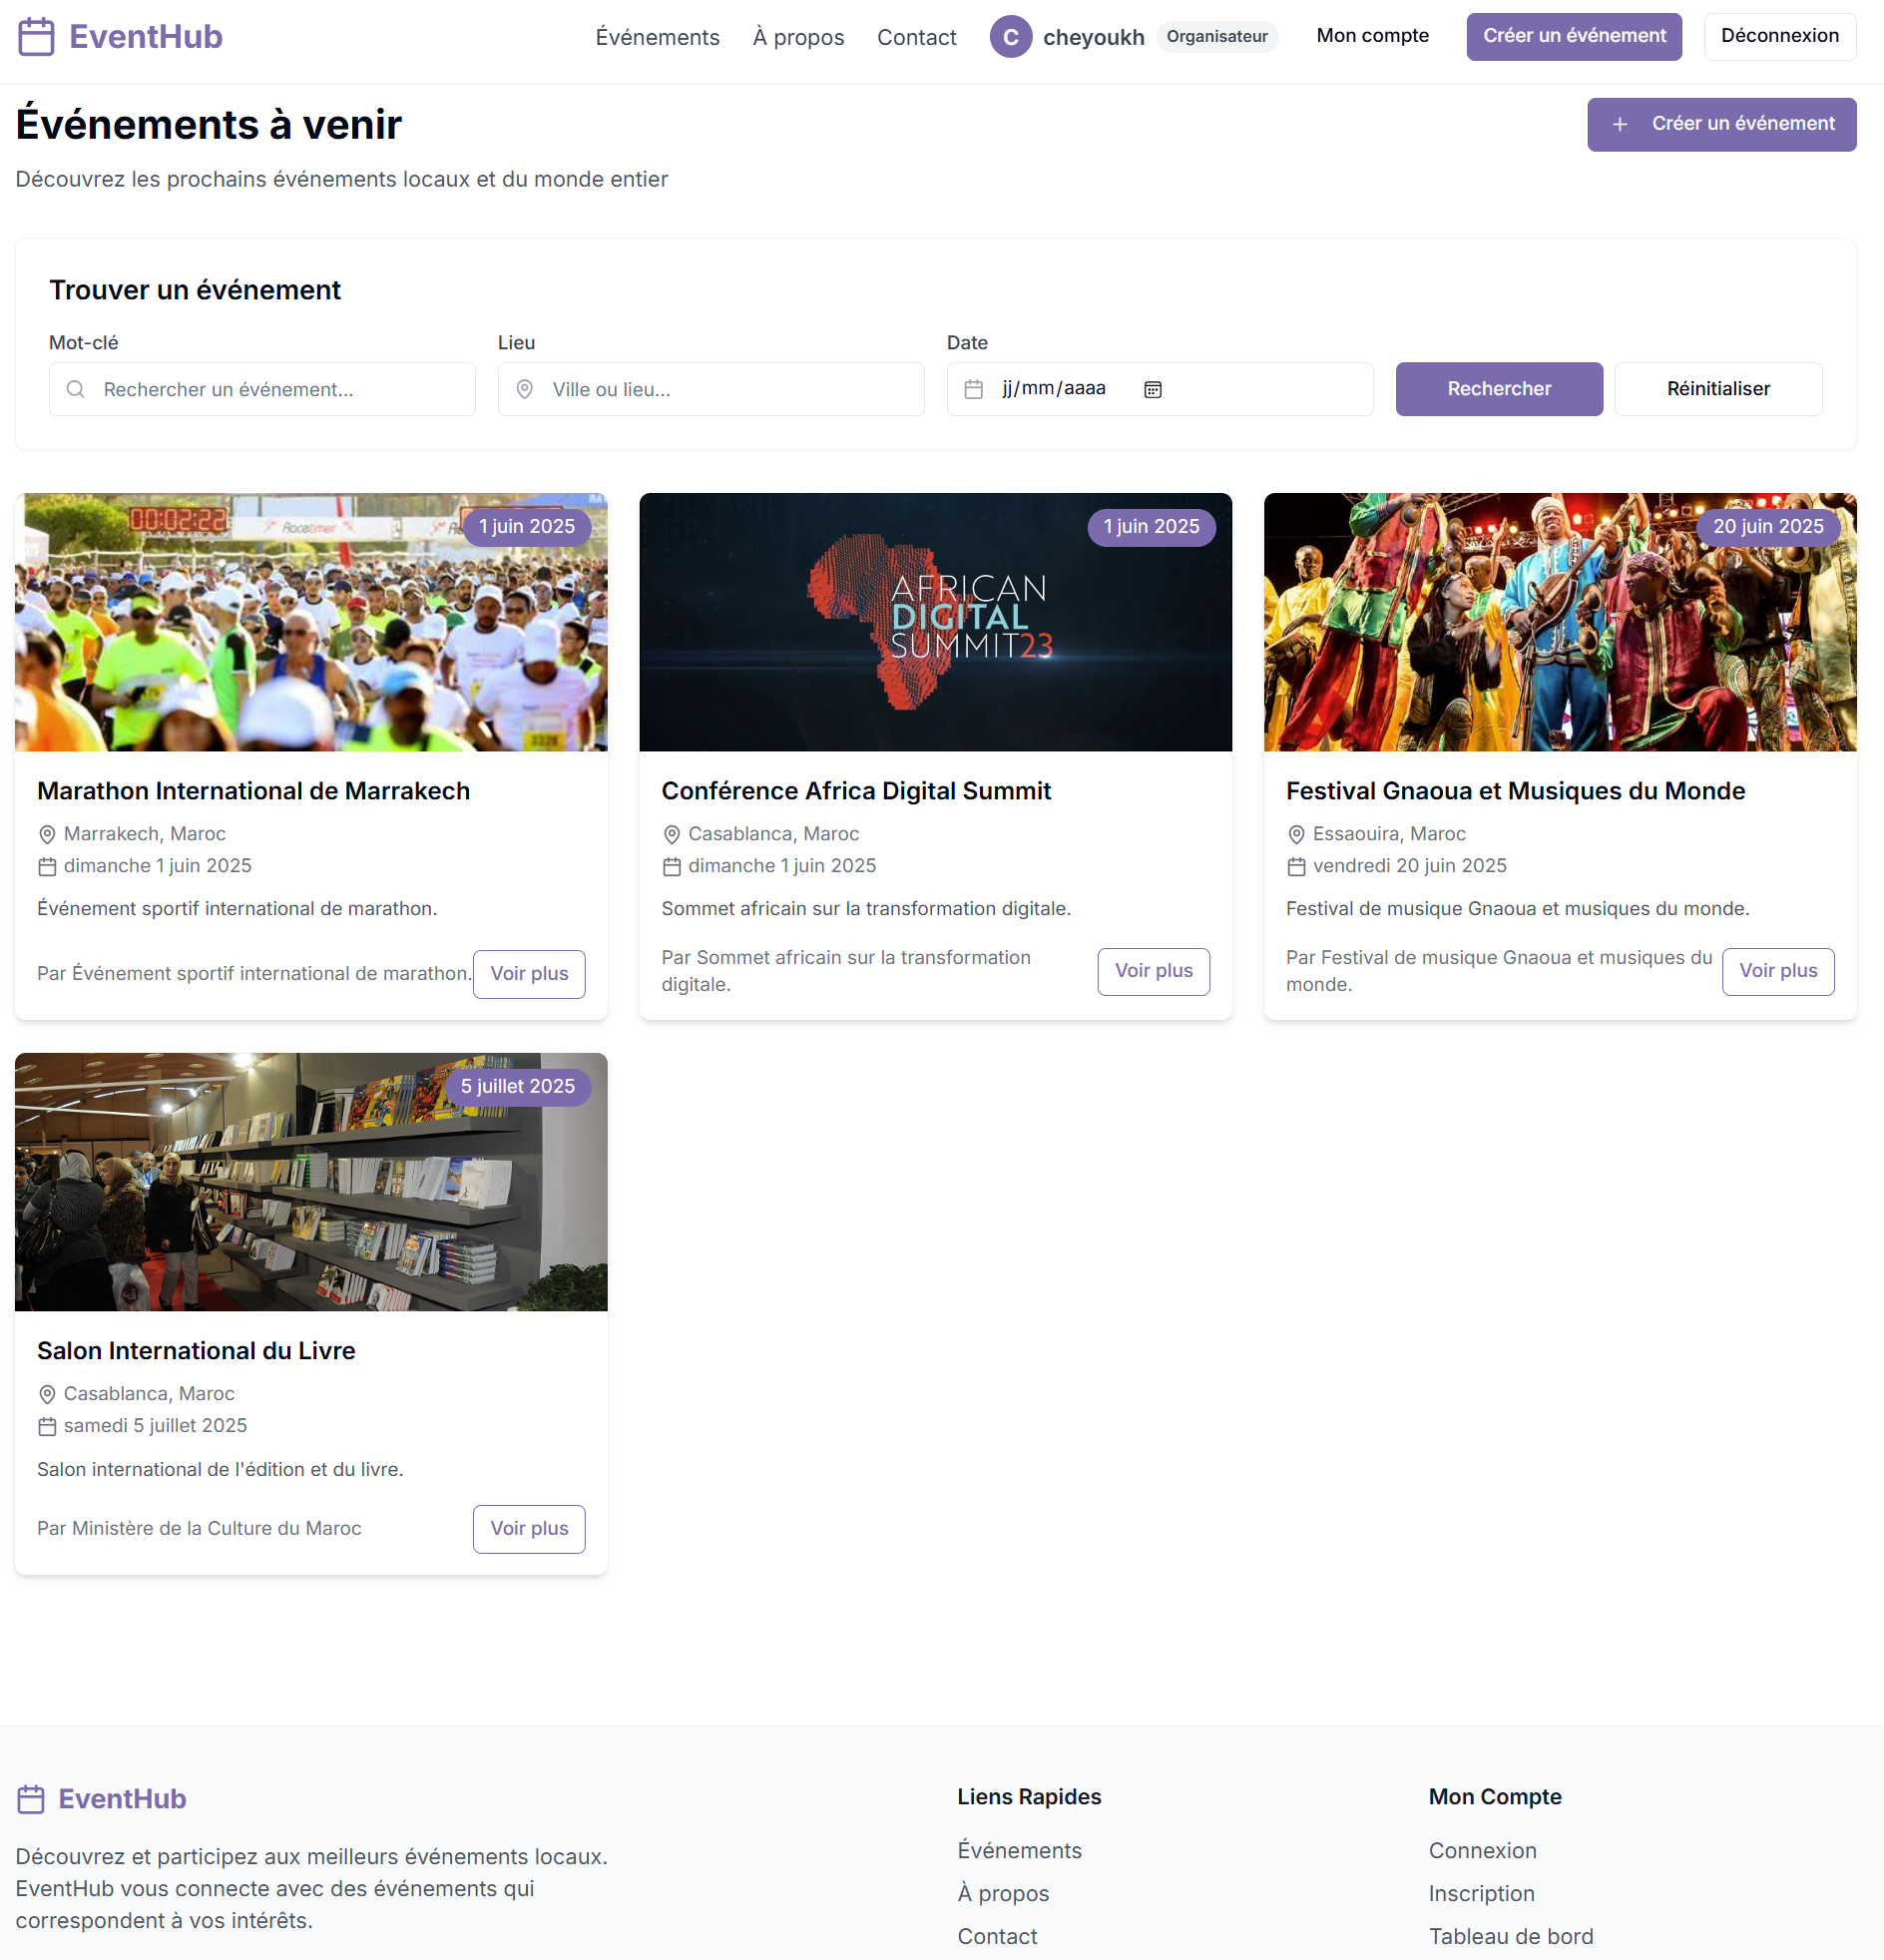 EventHub
Événements
À propos
Contact
C
cheyoukh
Organisateur
Mon compte
Créer un événement
Déconnexion
Événements à venir
+ Créer un événement
Découvrez les prochains événements locaux et du monde entier
Trouver un événement
Mot-clé
Lieu
Date
Rechercher un événement...
Ville ou lieu...
jj/mm/aaaa
Rechercher
Réinitialiser
00:02:22
Racetimer
1 juin 2025
Marathon International de Marrakech
Marrakech, Maroc
dimanche 1 juin 2025
Événement sportif international de marathon.
Par Événement sportif international de marathon.
Voir plus
1 juin 2025
AFRICAN
DIGITAL
SUMMIT23
Conférence Africa Digital Summit
Casablanca, Maroc
dimanche 1 juin 2025
Sommet africain sur la transformation digitale.
Par Sommet africain sur la transformation
digitale.
Voir plus
20 juin 2025
Festival Gnaoua et Musiques du Monde
Essaouira, Maroc
vendredi 20 juin 2025
Festival de musique Gnaoua et musiques du monde.
Par Festival de musique Gnaoua et musiques du
monde.
Voir plus
5 juillet 2025
Salon International du Livre
Casablanca, Maroc
samedi 5 juillet 2025
Salon international de l'édition et du livre.
Par Ministère de la Culture du Maroc
Voir plus
EventHub
Découvrez et participez aux meilleurs événements locaux.
EventHub vous connecte avec des événements qui
correspondent à vos intérêts.
Liens Rapides
Événements
À propos
Contact
Mon Compte
Connexion
Inscription
Tableau de bord